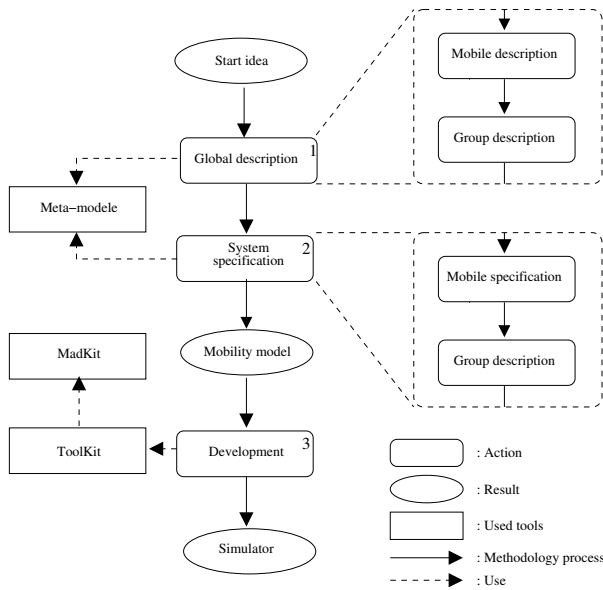 Start idea
Mobile description
Group description
Global description
1
Meta-modele
System
specification
2
Mobile specification
Group description
MadKit
Mobility model
ToolKit
Development
3
Simulator
: Action
: Result
: Used tools
: Methodology process
: Use